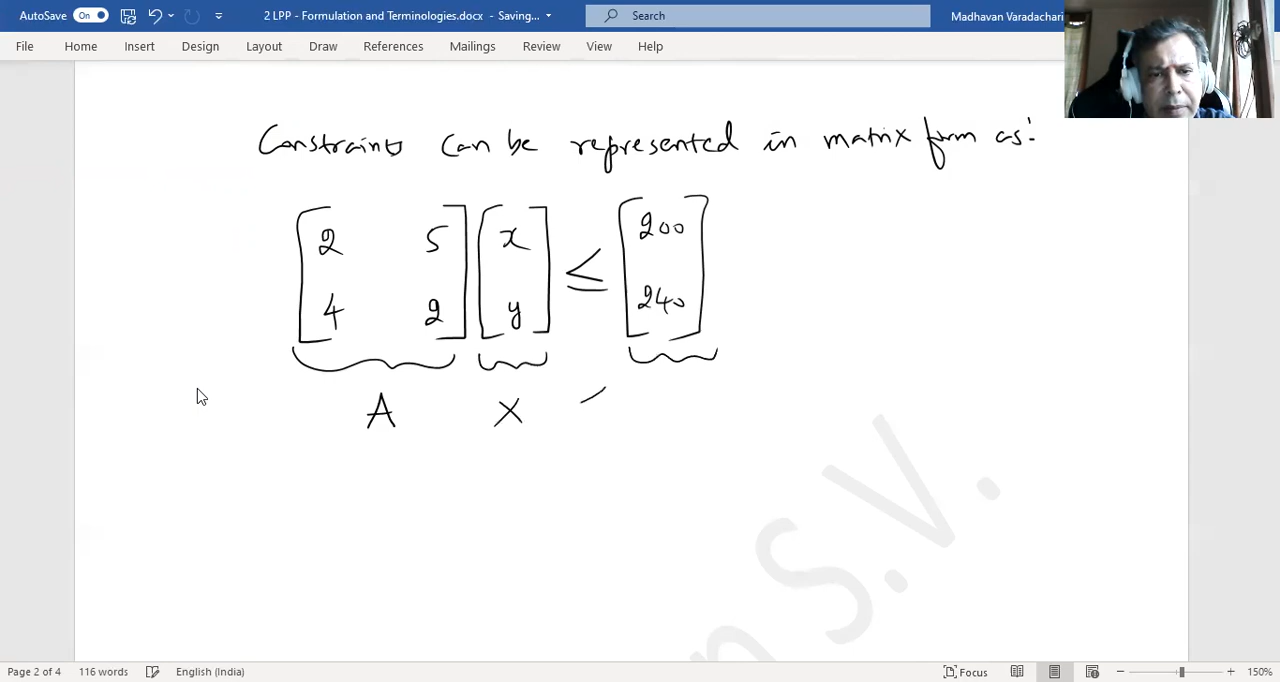 AutoSave On 2 LPP - Formulation and Terminologies.docx - Saving... Search Madhavan Varadachari
File Home Insert Design Layout Draw References Mailings Review View Help
Constraints can be represented in matrix form as:
[2 5] [x] ≤ [200]
[4 2] [y] [240]
A X
n S.V.
Page 2 of 4 116 words English (India) Focus 150%